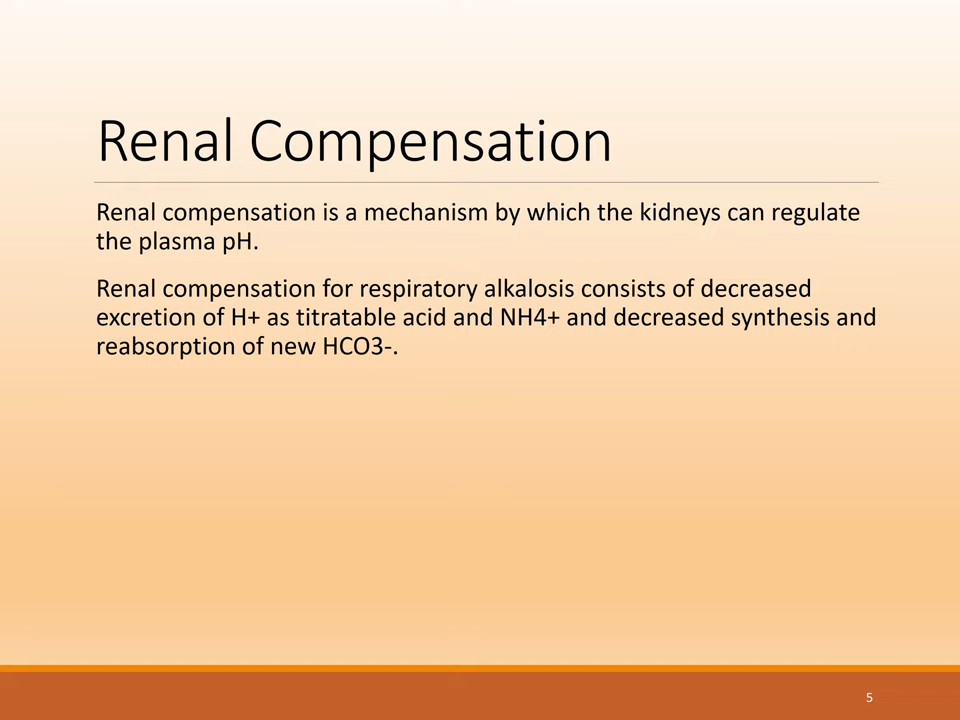 Renal Compensation
Renal compensation is a mechanism by which the kidneys can regulate
the plasma pH.
Renal compensation for respiratory alkalosis consists of decreased
excretion of H+ as titratable acid and NH4+ and decreased synthesis and
reabsorption of new HCO3-.
5